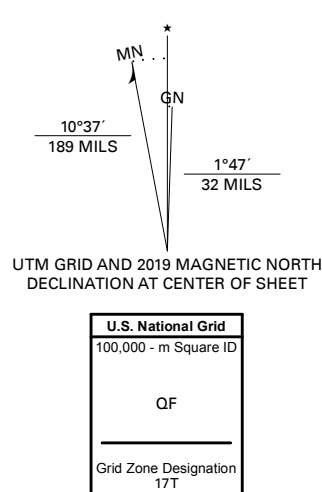 ★
MN
GN
10°37´
189 MILS
1°47´
32 MILS
UTM GRID AND 2019 MAGNETIC NORTH
DECLINATION AT CENTER OF SHEET
U.S. National Grid
100,000 - m Square ID
QF
Grid Zone Designation
17T